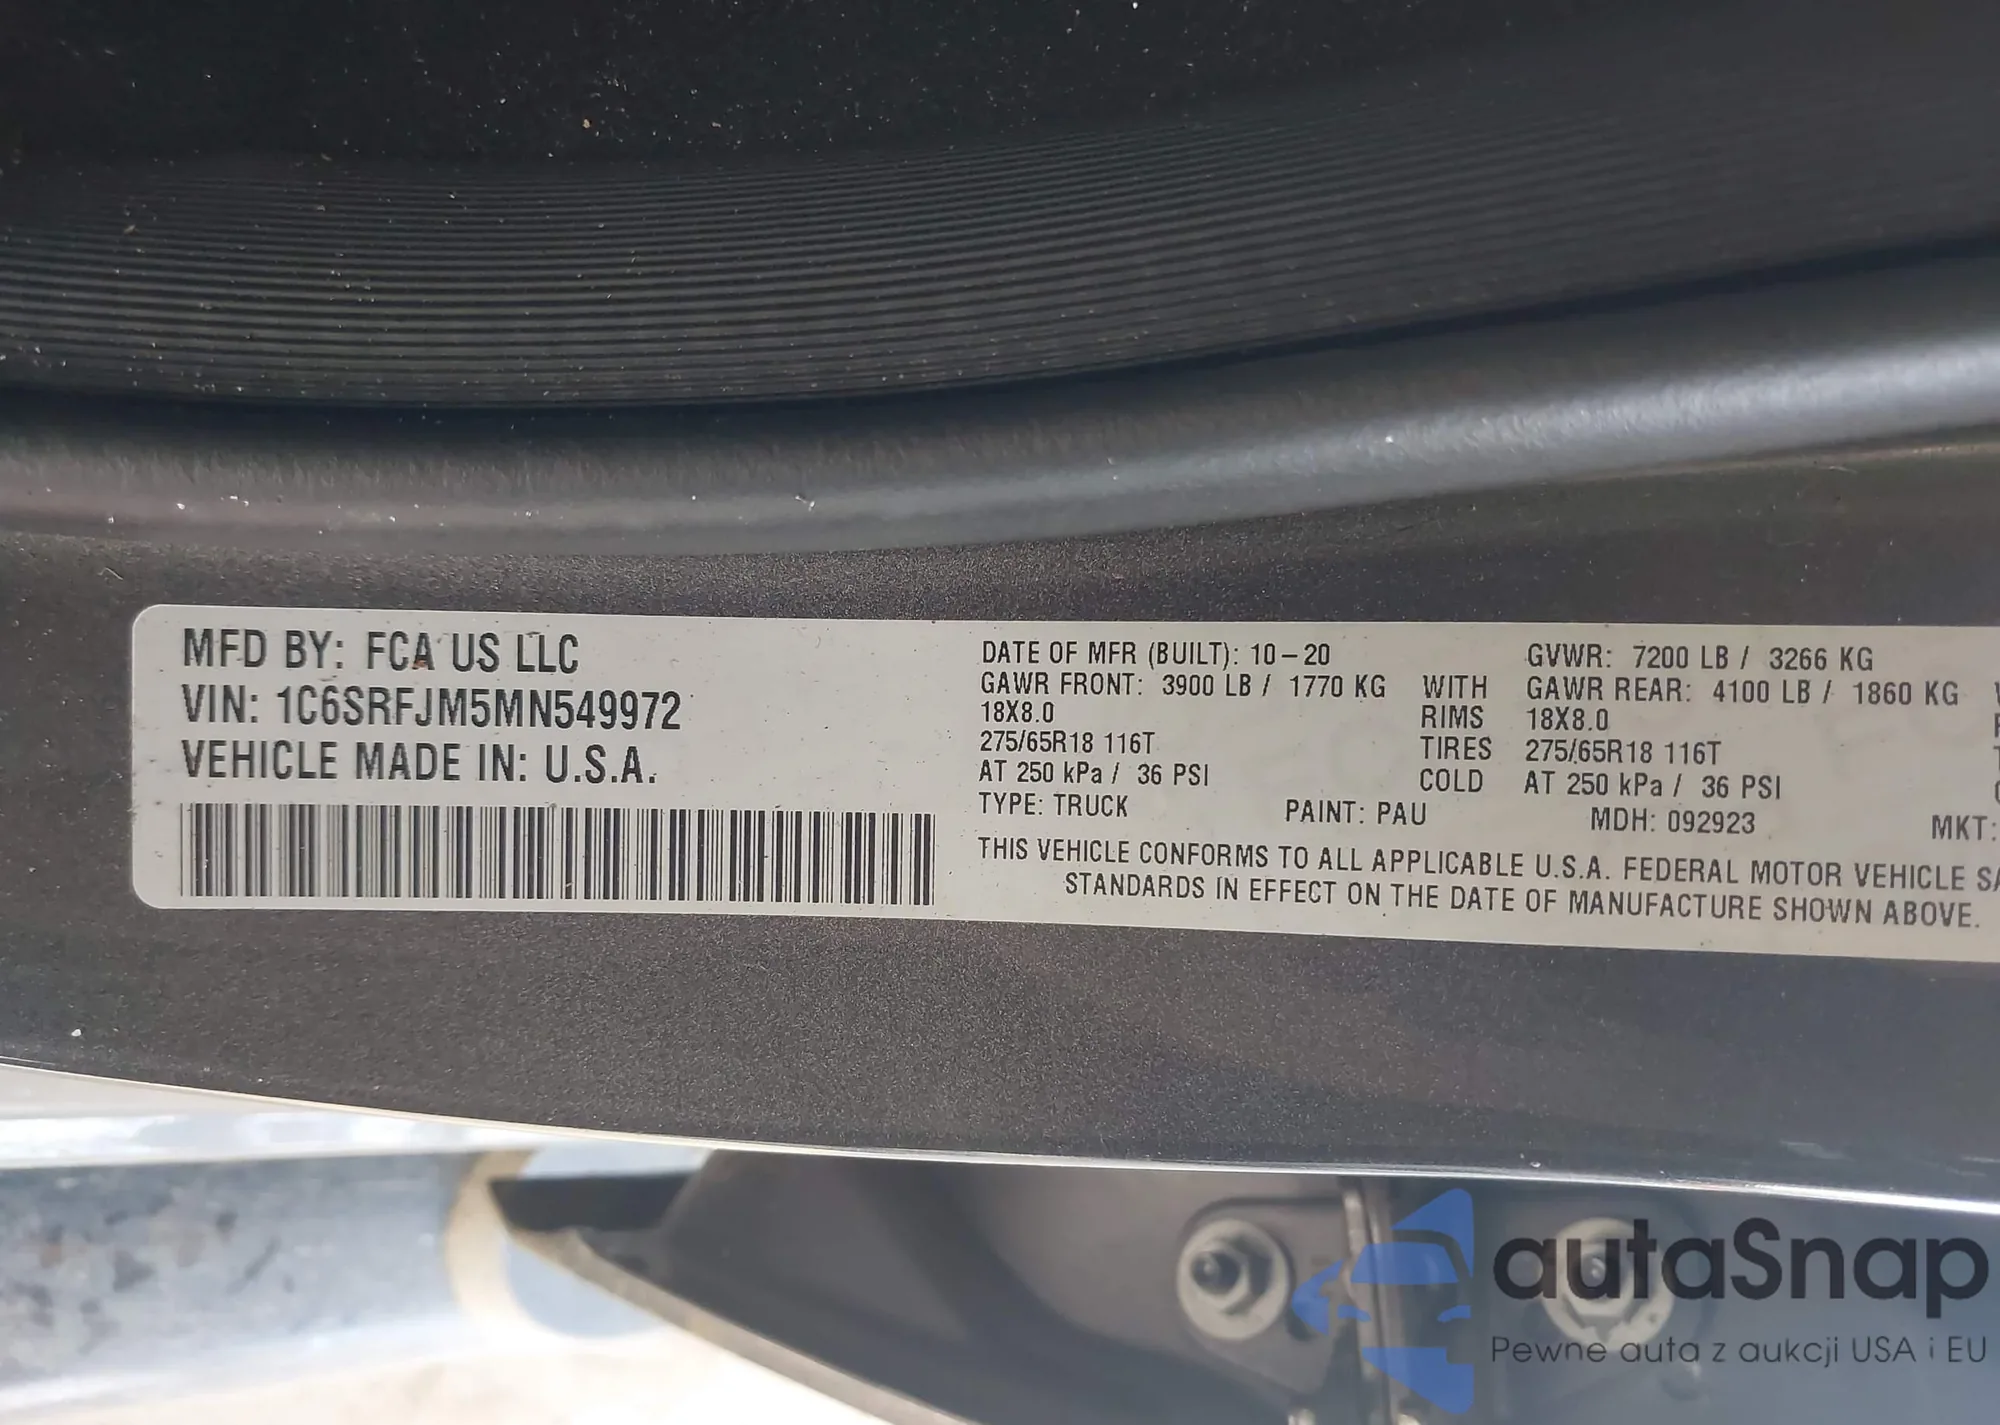 MFD BY: FCA US LLC
VIN: 1C6SRFJM5MN549972
VEHICLE MADE IN: U.S.A.
DATE OF MFR (BUILT): 10-20 GVWR: 7200 LB / 3266 KG
GAWR FRONT: 3900 LB / 1770 KG WITH GAWR REAR: 4100 LB / 1860 KG
18X8.0 RIMS 18X8.0
275/65R18 116T TIRES 275/65R18 116T
AT 250 kPa / 36 PSI COLD AT 250 kPa / 36 PSI
TYPE: TRUCK PAINT: PAU MDH: 092923 MKT:
THIS VEHICLE CONFORMS TO ALL APPLICABLE U.S.A. FEDERAL MOTOR VEHICLE
STANDARDS IN EFFECT ON THE DATE OF MANUFACTURE SHOWN ABOVE.
autaSnap
Pewne auta z aukcji USA i EU